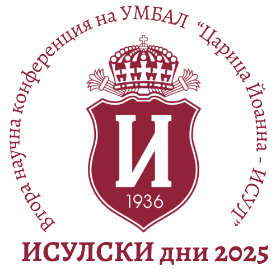 Втора научна конференция на УМБАЛ "Царица Йоанна - ИСУЛ"
И
1936
ИСУЛСКИ дни 2025